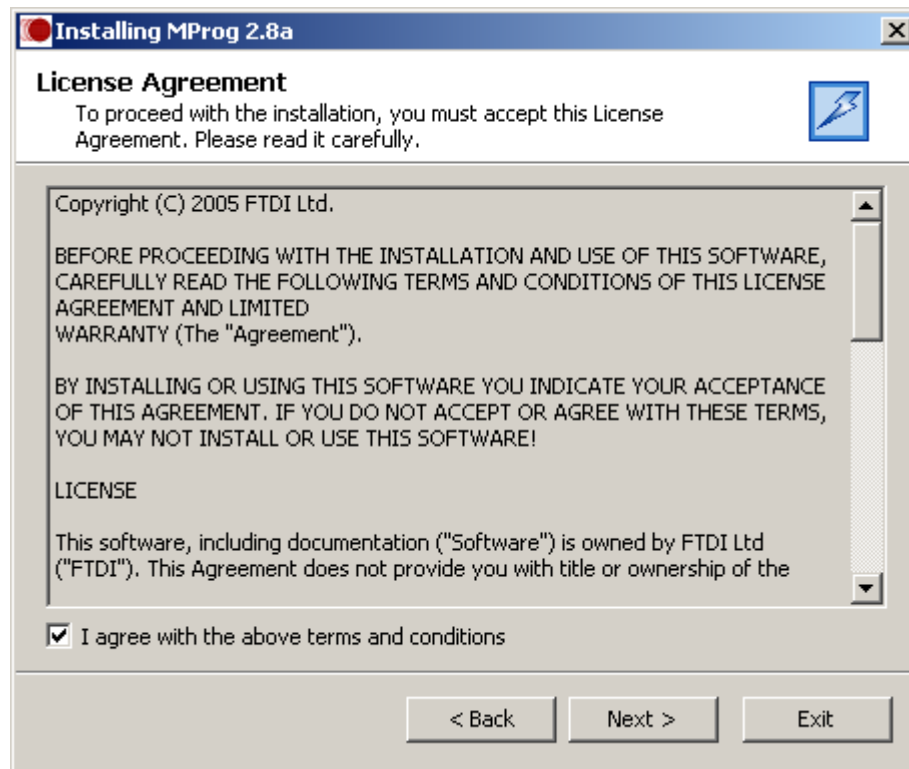 Installing MProg 2.8a
License Agreement
To proceed with the installation, you must accept this License
Agreement. Please read it carefully.
Copyright (C) 2005 FTDI Ltd.
BEFORE PROCEEDING WITH THE INSTALLATION AND USE OF THIS SOFTWARE,
CAREFULLY READ THE FOLLOWING TERMS AND CONDITIONS OF THIS LICENSE
AGREEMENT AND LIMITED
WARRANTY (The "Agreement").
BY INSTALLING OR USING THIS SOFTWARE YOU INDICATE YOUR ACCEPTANCE
OF THIS AGREEMENT. IF YOU DO NOT ACCEPT OR AGREE WITH THESE TERMS,
YOU MAY NOT INSTALL OR USE THIS SOFTWARE!
LICENSE
This software, including documentation ("Software") is owned by FTDI Ltd
("FTDI"). This Agreement does not provide you with title or ownership of the
I agree with the above terms and conditions
< Back
Next >
Exit